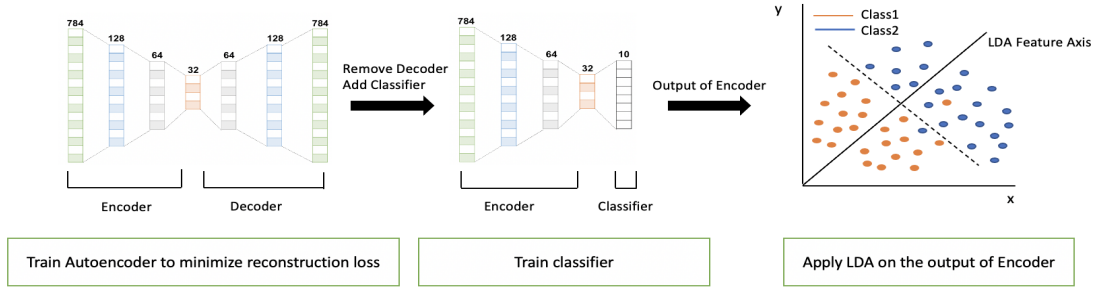 784
128
64
32
64
128
784
Encoder
Decoder
Train Autoencoder to minimize reconstruction loss
Remove Decoder
Add Classifier
784
128
64
32
10
Encoder
Classifier
Train classifier
Output of Encoder
y
Class1
Class2
LDA Feature Axis
x
Apply LDA on the output of Encoder